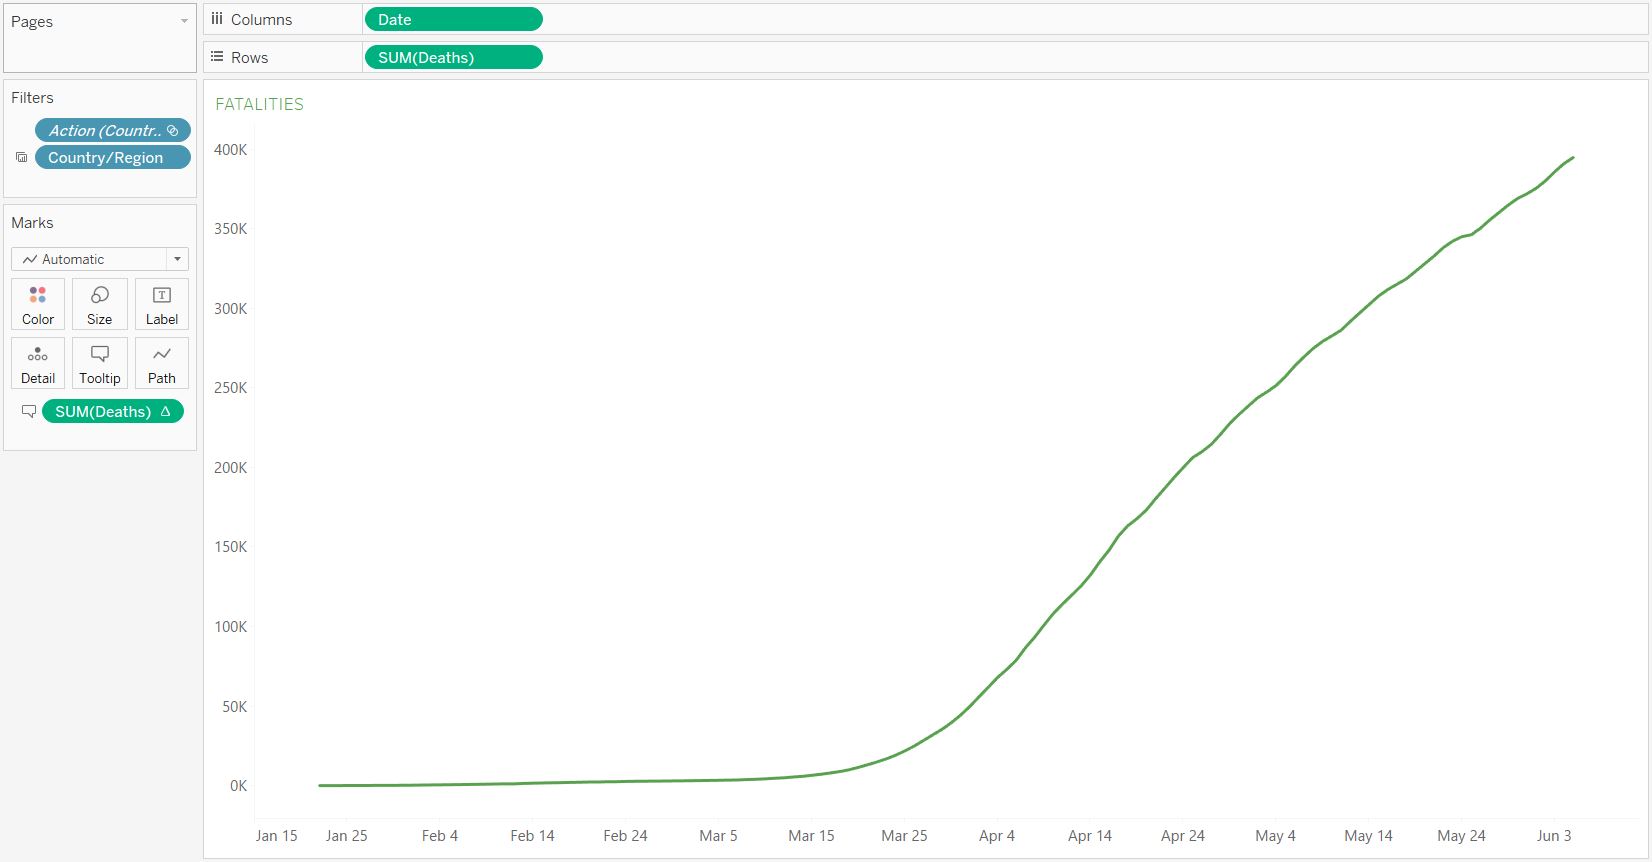 Pages
Columns
Date
Rows
SUM(Deaths)
Filters
Action (Countr..
Country/Region
Marks
Automatic
Color
Size
Label
Detail
Tooltip
Path
SUM(Deaths) Δ
FATALITIES
400K
350K
300K
250K
200K
150K
100K
50K
0K
Jan 15 Jan 25 Feb 4 Feb 14 Feb 24 Mar 5 Mar 15 Mar 25 Apr 4 Apr 14 Apr 24 May 4 May 14 May 24 Jun 3